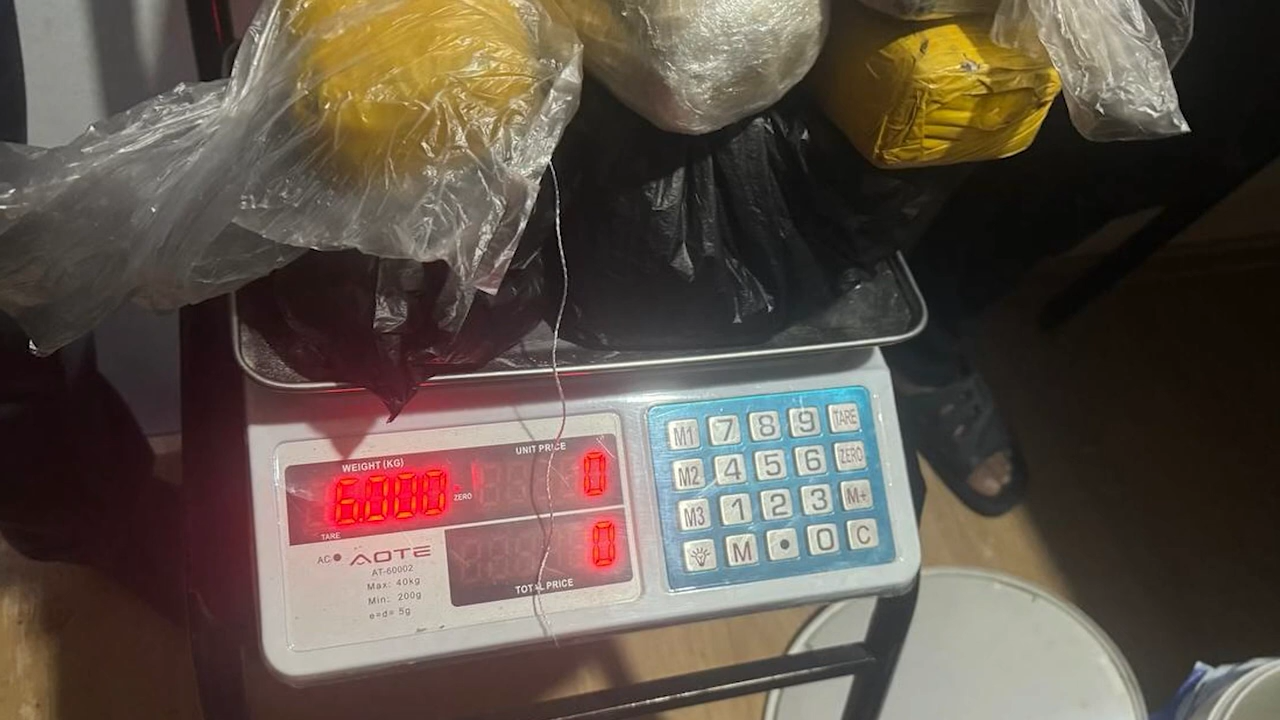 WEIGHT (KG)
UNIT PRICE
6.000
0
ZERO
TARE
AC
AOTE
AT-60002
Max: 40kg
Min: 200g
e=d= 5g
0
TOTAL PRICE
M1 7 8 9 TARE
M2 4 5 6 ZERO
M3 1 2 3 M+
M • 0 C